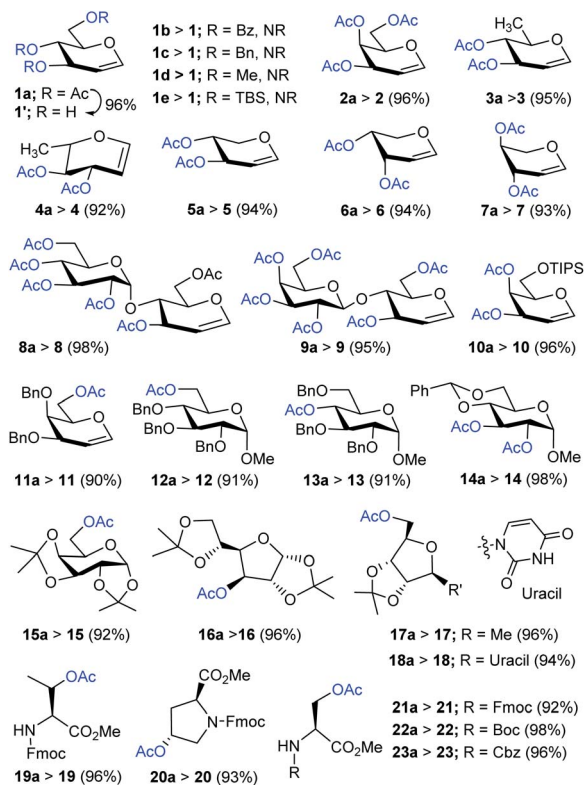 OR
RO
RO
O
1a; R = Ac
96%
1'; R = H
1b > 1; R = Bz, NR
1c > 1; R = Bn, NR
1d > 1; R = Me, NR
1e > 1; R = TBS, NR
AcO
OAc
O
AcO
2a > 2 (96%)
H3C
O
AcO
AcO
3a >3 (95%)
H3C
O
AcO
AcO
4a > 4 (92%)
AcO
O
AcO
5a > 5 (94%)
AcO
O
OAc
6a > 6 (94%)
OAc
O
OAc
7a > 7 (93%)
OAc
AcO
O
AcO
AcO
O
OAc
O
AcO
8a > 8 (98%)
AcO
OAc
O
AcO
AcO
O
OAc
O
AcO
9a > 9 (95%)
OTIPS
AcO
O
AcO
10a > 10 (96%)
BnO
OAc
O
BnO
11a > 11 (90%)
AcO
BnO
O
BnO
BnO
OMe
12a > 12 (91%)
BnO
AcO
O
BnO
BnO
OMe
13a > 13 (91%)
Ph
O
O
O
AcO
AcO
OMe
14a > 14 (98%)
OAc
O
O
O
O
O
15a > 15 (92%)
O
O
O
O
AcO
O
16a >16 (96%)
AcO
O
O
O
R'
17a > 17; R = Me (96%)
18a > 18; R = Uracil (94%)
O
N
NH
O
Uracil
OAc
HN
CO2Me
Fmoc
19a > 19 (96%)
O
OMe
N-Fmoc
AcO
20a > 20 (93%)
OAc
HN
CO2Me
R
21a > 21; R = Fmoc (92%)
22a > 22; R = Boc (98%)
23a > 23; R = Cbz (96%)